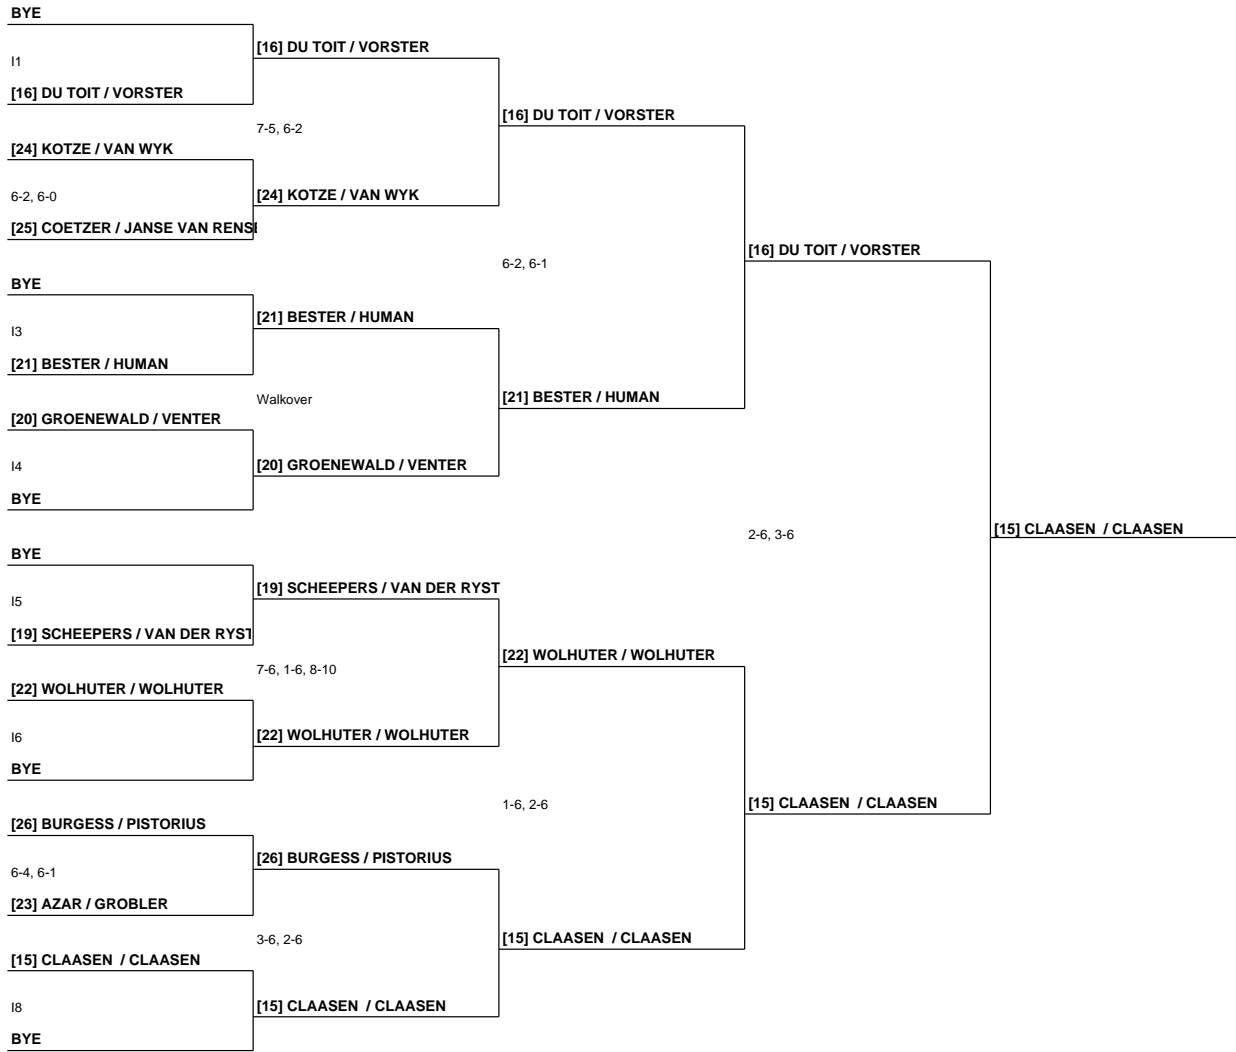 BYE
I1
[16] DU TOIT / VORSTER
[24] KOTZE / VAN WYK
6-2, 6-0
[25] COETZER / JANSE VAN RENS
BYE
I3
[21] BESTER / HUMAN
[20] GROENEWALD / VENTER
I4
BYE
BYE
I5
[19] SCHEEPERS / VAN DER RYST
[22] WOLHUTER / WOLHUTER
I6
BYE
[26] BURGESS / PISTORIUS
6-4, 6-1
[23] AZAR / GROBLER
[15] CLAASEN / CLAASEN
I8
BYE
[16] DU TOIT / VORSTER
7-5, 6-2
[24] KOTZE / VAN WYK
[21] BESTER / HUMAN
Walkover
[20] GROENEWALD / VENTER
[19] SCHEEPERS / VAN DER RYST
7-6, 1-6, 8-10
[22] WOLHUTER / WOLHUTER
[26] BURGESS / PISTORIUS
3-6, 2-6
[15] CLAASEN / CLAASEN
[16] DU TOIT / VORSTER
6-2, 6-1
[21] BESTER / HUMAN
[22] WOLHUTER / WOLHUTER
1-6, 2-6
[15] CLAASEN / CLAASEN
[16] DU TOIT / VORSTER
2-6, 3-6
[15] CLAASEN / CLAASEN
[15] CLAASEN / CLAASEN